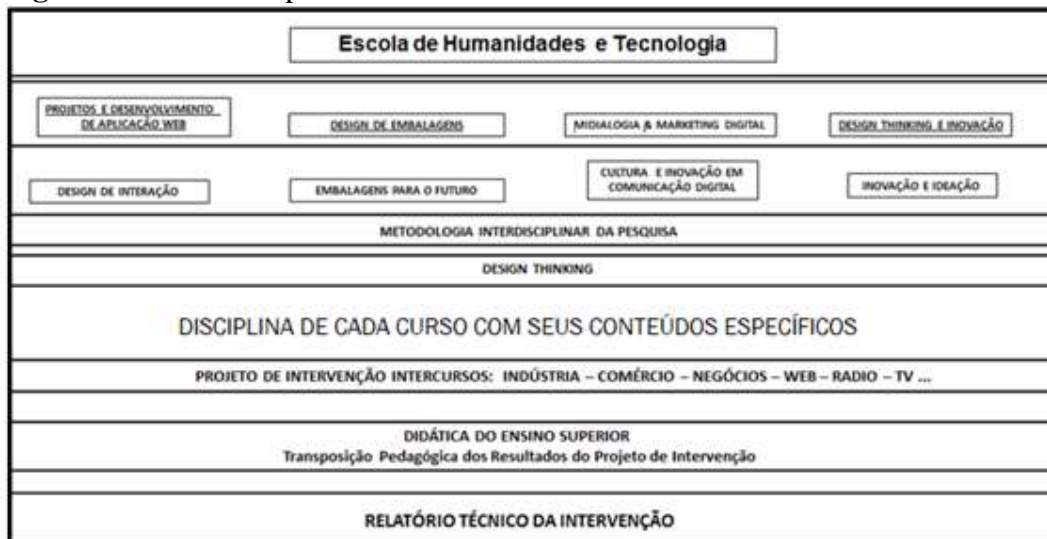 Escola de Humanidades e Tecnologia
PROJETOS E DESENVOLVIMENTO
DE APLICAÇÃO WEB
DESIGN DE EMBALAGENS
MIDIALOGIA & MARKETING DIGITAL
DESIGN THINKING E INOVAÇÃO
DESIGN DE INTERAÇÃO
EMBALAGENS PARA O FUTURO
CULTURA E INOVAÇÃO EM
COMUNICAÇÃO DIGITAL
INOVAÇÃO E IDEAÇÃO
METODOLOGIA INTERDISCIPLINAR DA PESQUISA
DESIGN THINKING
DISCIPLINA DE CADA CURSO COM SEUS CONTEÚDOS ESPECÍFICOS
PROJETO DE INTERVENÇÃO INTERCURSOS: INDÚSTRIA – COMÉRCIO – NEGÓCIOS – WEB – RADIO – TV ...
DIDÁTICA DO ENSINO SUPERIOR
Transposição Pedagógica dos Resultados do Projeto de Intervenção
RELATÓRIO TÉCNICO DA INTERVENÇÃO